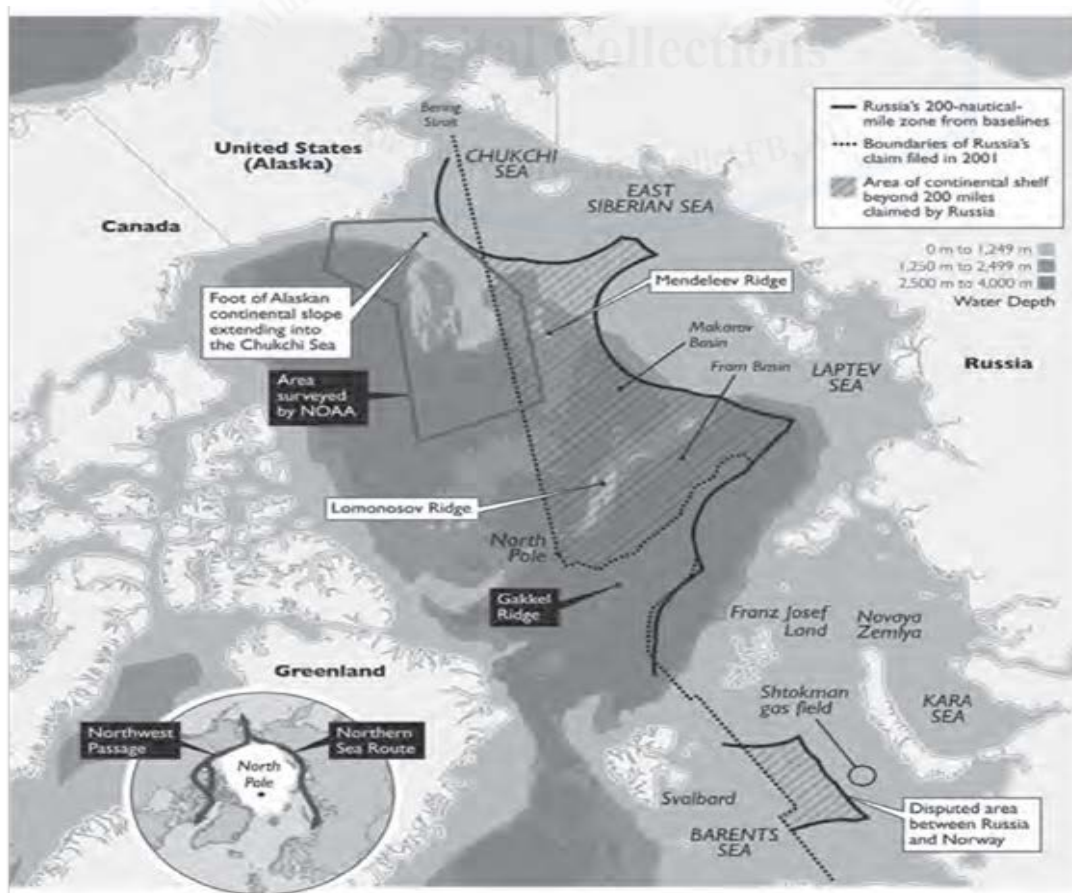 Digital Collections
Bering
Strait
United States
(Alaska)
CHUKCHI
SEA
EAST
SIBERIAN SEA
Russia's 200-nautical-
mile zone from baselines
Boundaries of Russia's
claim filed in 2001
Area of continental shelf
beyond 200 miles
claimed by Russia
Canada
0 m to 1,249 m
1,250 m to 2,499 m
2,500 m to 4,000 m
Water Depth
Foot of Alaskan
continental slope
extending into
the Chukchi Sea
Mendeleev Ridge
Makarov
Basin
Fram Basin
LAPTEV
SEA
Russia
Area
surveyed
by NOAA
Lomonosov Ridge
North
Pole
Gakkel
Ridge
Franz Josef
Land
Novaya
Zemlya
Greenland
Shtokman
gas field
KARA
SEA
Northwest
Passage
Northern
Sea Route
North
Pole
Svalbard
BARENTS
SEA
Disputed area
between Russia
and Norway